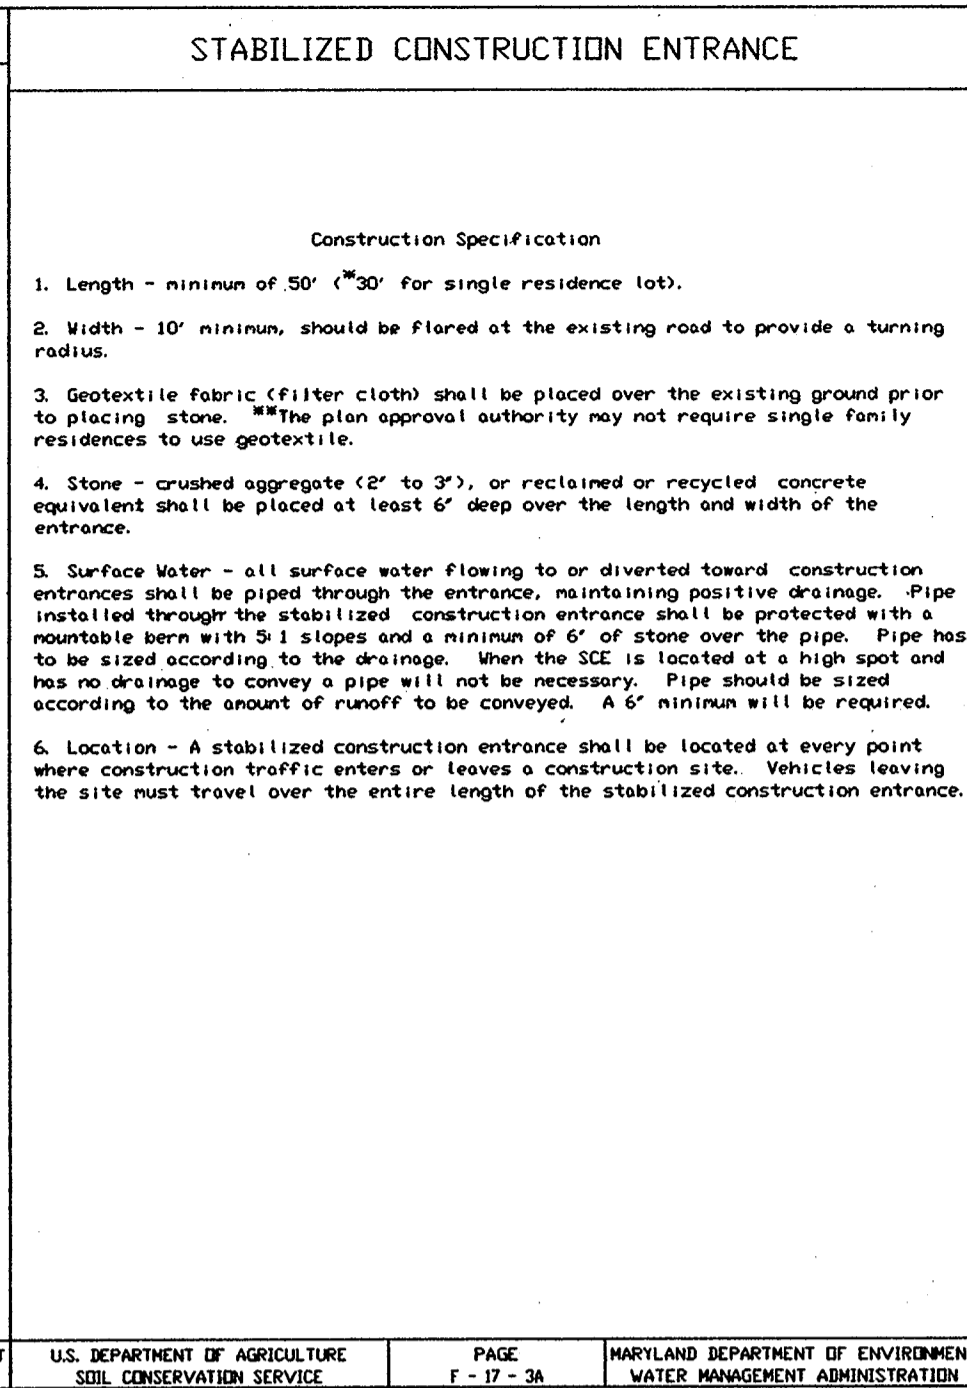 STABILIZED CONSTRUCTION ENTRANCE
Construction Specification
1. Length - minimum of 50' (*30' for single residence lot).
2. Width - 10' minimum, should be flared at the existing road to provide a turning
radius.
3. Geotextile fabric (filter cloth) shall be placed over the existing ground prior
to placing stone. **The plan approval authority may not require single family
residences to use geotextile.
4. Stone - crushed aggregate (2" to 3"), or reclaimed or recycled concrete
equivalent shall be placed at least 6" deep over the length and width of the
entrance.
5. Surface Water - all surface water flowing to or diverted toward construction
entrances shall be piped through the entrance, maintaining positive drainage. Pipe
installed through the stabilized construction entrance shall be protected with a
mountable berm with 5:1 slopes and a minimum of 6" of stone over the pipe. Pipe has
to be sized according to the drainage. When the SCE is located at a high spot and
has no drainage to convey a pipe will not be necessary. Pipe should be sized
according to the amount of runoff to be conveyed. A 6" minimum will be required.
6. Location - A stabilized construction entrance shall be located at every point
where construction traffic enters or leaves a construction site. Vehicles leaving
the site must travel over the entire length of the stabilized construction entrance.
T
U.S. DEPARTMENT OF AGRICULTURE
SOIL CONSERVATION SERVICE
PAGE
F - 17 - 3A
MARYLAND DEPARTMENT OF ENVIRONMEN
WATER MANAGEMENT ADMINISTRATION